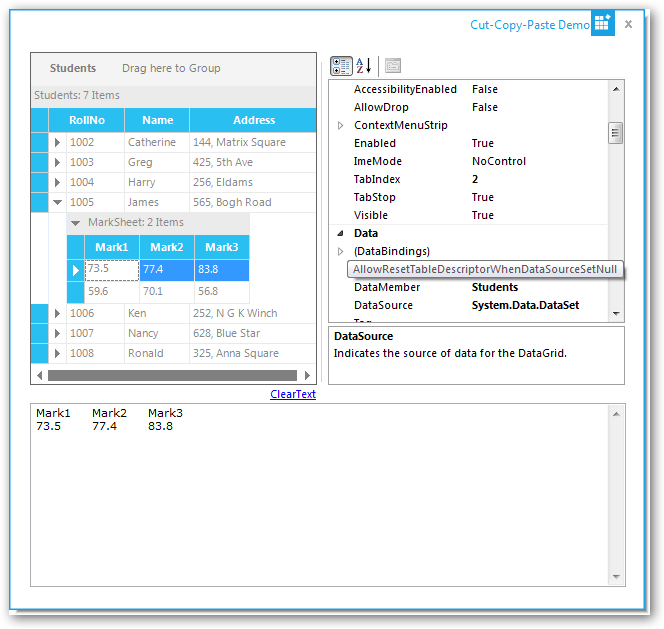 Cut-Copy-Paste Demo
Students Drag here to Group
Students: 7 Items
RollNo Name Address
1002 Catherine 144, Matrix Square
1003 Greg 425, 5th Ave
1004 Harry 256, Eldams
1005 James 565, Bogh Road
MarkSheet: 2 Items
Mark1 Mark2 Mark3
73.5 77.4 83.8
59.6 70.1 56.8
1006 Ken 252, N G K Winch
1007 Nancy 628, Blue Star
1008 Ronald 325, Anna Square
ClearText
AccessibilityEnabled False
AllowDrop False
ContextMenuStrip
Enabled True
ImeMode NoControl
TabIndex 2
TabStop True
Visible True
Data
(DataBindings)
AllowResetTableDescriptorWhenDataSourceSetNull
DataMember Students
DataSource System.Data.DataSet
DataSource
Indicates the source of data for the DataGrid.
Mark1 Mark2 Mark3
73.5 77.4 83.8